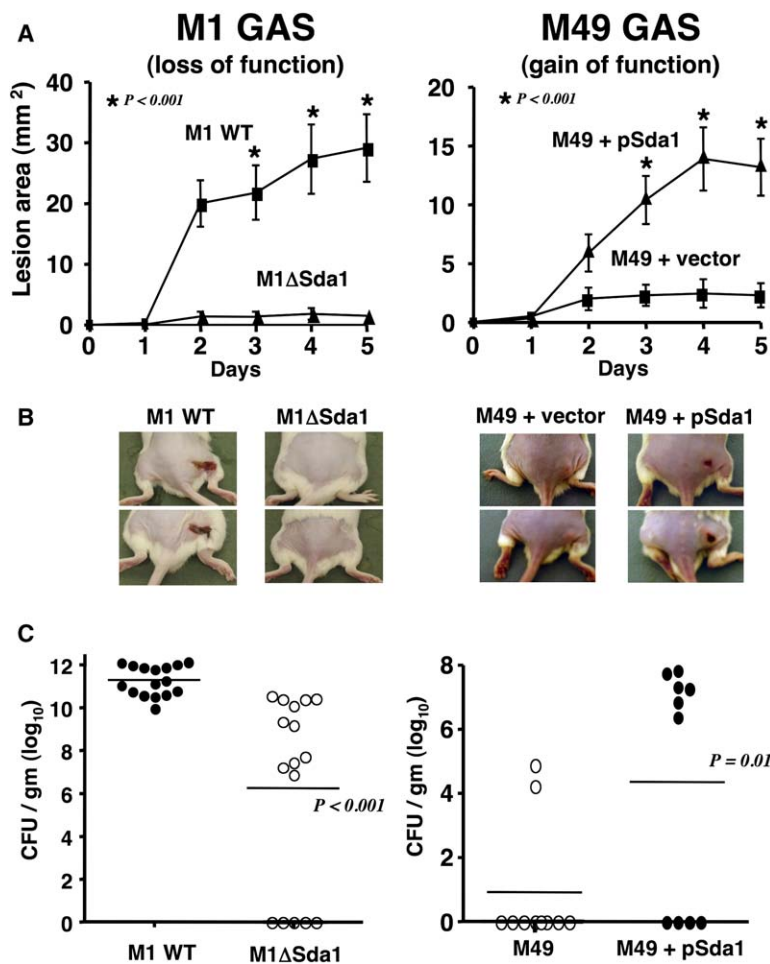 A
M1 GAS
(loss of function)
M49 GAS
(gain of function)
Lesion area (mm²)
40
30
20
10
0
* P < 0.001
M1 WT
*
*
*
M1ΔSda1
0 1 2 3 4 5
Days
20
15
10
5
0
* P < 0.001
M49 + pSda1
*
*
*
M49 + vector
0 1 2 3 4 5
Days
B
M1 WT M1ΔSda1
M49 + vector M49 + pSda1
C
CFU / gm (log₁₀)
12
10
8
6
4
2
0
P < 0.001
M1 WT M1ΔSda1
CFU / gm (log₁₀)
8
6
4
2
0
P = 0.01
M49 M49 + pSda1